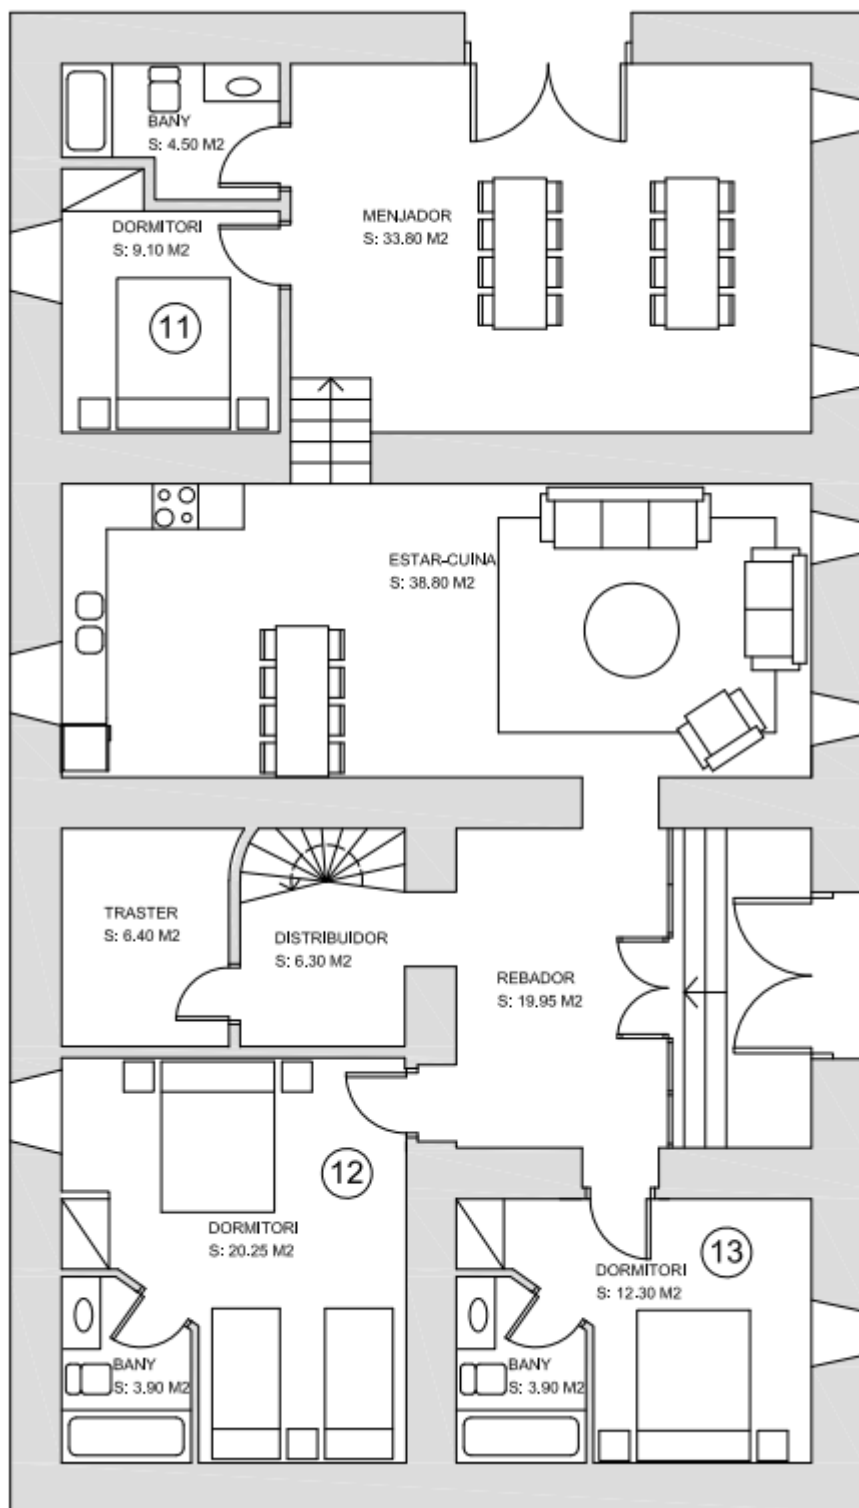 BANY
S: 4.50 M2
DORMITORI
S: 9.10 M2
11
MENJADOR
S: 33.80 M2
ESTAR-CUINA
S: 38.80 M2
TRASTER
S: 6.40 M2
DISTRIBUIDOR
S: 6.30 M2
REBADOR
S: 19.95 M2
12
DORMITORI
S: 20.25 M2
BANY
S: 3.90 M2
13
DORMITORI
S: 12.30 M2
BANY
S: 3.90 M2